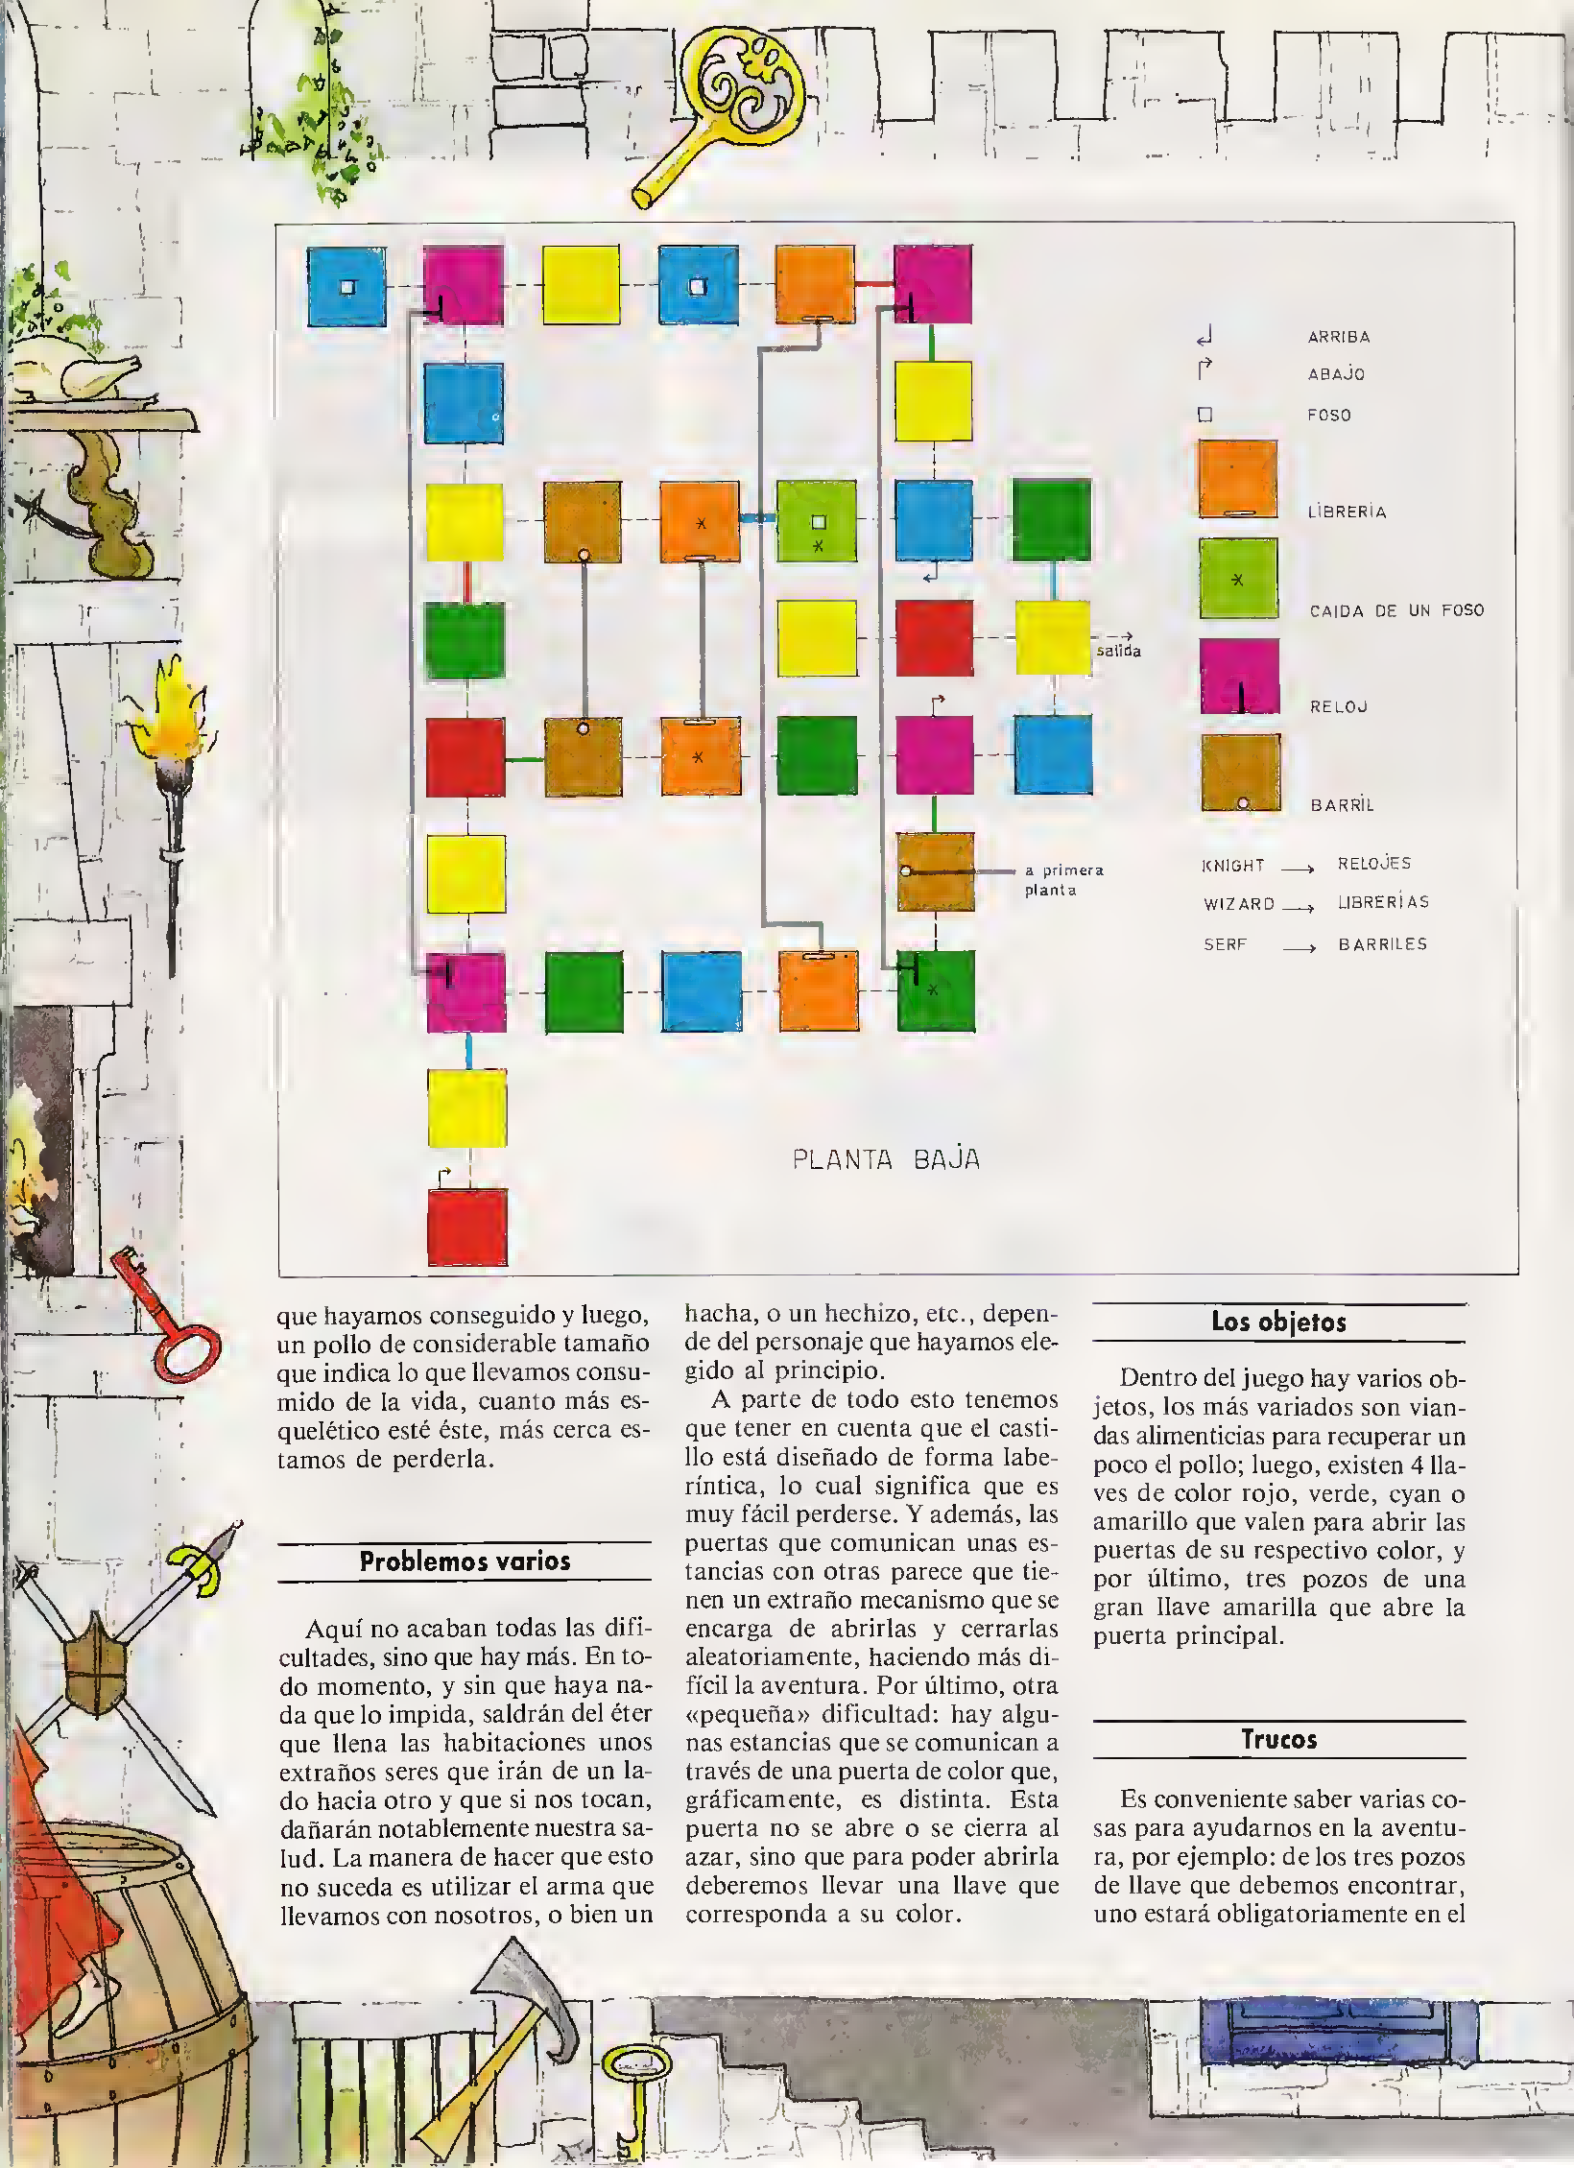 ARRIBA
ABAJO
FOSO
LIBRERÍA
CAIDA DE UN FOSO
RELOJ
BARRIL
KNIGHT → RELOJES
WIZARD → LIBRERÍAS
SERF → BARRILES
salida
a primera
planta
PLANTA BAJA
que hayamos conseguido y luego,
un pollo de considerable tamaño
que indica lo que llevamos consu-
mido de la vida, cuanto más es-
quelético esté éste, más cerca es-
tamos de perderla.
Problemos varios
Aquí no acaban todas las difi-
cultades, sino que hay más. En to-
do momento, y sin que haya na-
da que lo impida, saldrán del éter
que llena las habitaciones unos
extraños seres que irán de un la-
do hacia otro y que si nos tocan,
dañarán notablemente nuestra sa-
lud. La manera de hacer que esto
no suceda es utilizar el arma que
llevamos con nosotros, o bien un
hacha, o un hechizo, etc., depen-
de del personaje que hayamos ele-
gido al principio.
A parte de todo esto tenemos
que tener en cuenta que el casti-
llo está diseñado de forma labe-
ríntica, lo cual significa que es
muy fácil perderse. Y además, las
puertas que comunican unas es-
tancias con otras parece que tie-
nen un extraño mecanismo que se
encarga de abrirlas y cerrarlas
aleatoriamente, haciendo más di-
fícil la aventura. Por último, otra
«pequeña» dificultad: hay algu-
nas estancias que se comunican a
través de una puerta de color que,
gráficamente, es distinta. Esta
puerta no se abre o se cierra al
azar, sino que para poder abrirla
deberemos llevar una llave que
corresponda a su color.
Los objetos
Dentro del juego hay varios ob-
jetos, los más variados son vian-
das alimenticias para recuperar un
poco el pollo; luego, existen 4 lla-
ves de color rojo, verde, cyan o
amarillo que valen para abrir las
puertas de su respectivo color, y
por último, tres pozos de una
gran llave amarilla que abre la
puerta principal.
Trucos
Es conveniente saber varias co-
sas para ayudarnos en la aventu-
ra, por ejemplo: de los tres pozos
de llave que debemos encontrar,
uno estará obligatoriamente en el